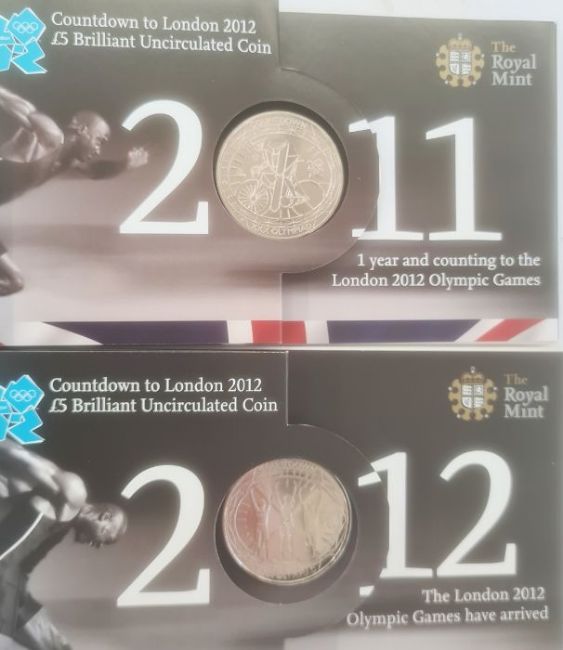 Countdown to London 2012
£5 Brilliant Uncirculated Coin
The
Royal
Mint
2 11
1 year and counting to the
London 2012 Olympic Games
Countdown to London 2012
£5 Brilliant Uncirculated Coin
The
Royal
Mint
2 12
The London 2012
Olympic Games have arrived